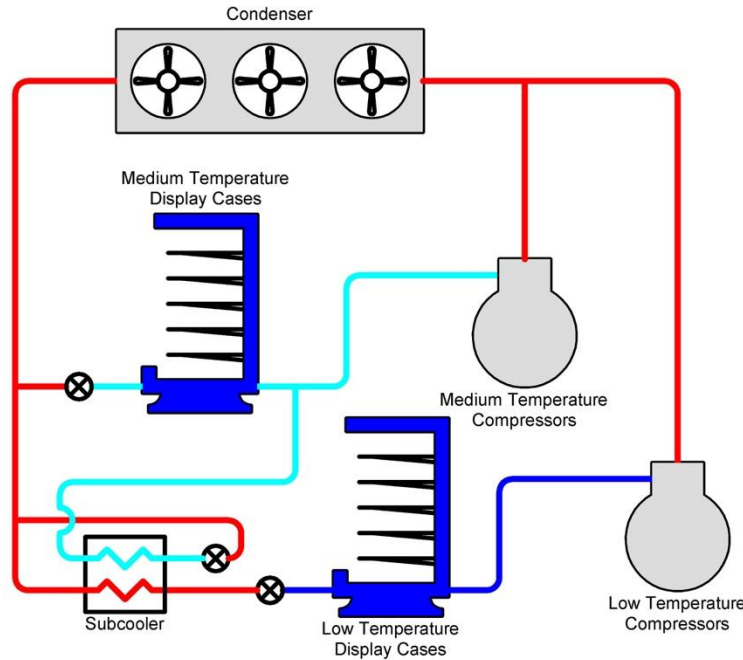 Condenser
Medium Temperature
Display Cases
Medium Temperature
Compressors
Subcooler
Low Temperature
Display Cases
Low Temperature
Compressors